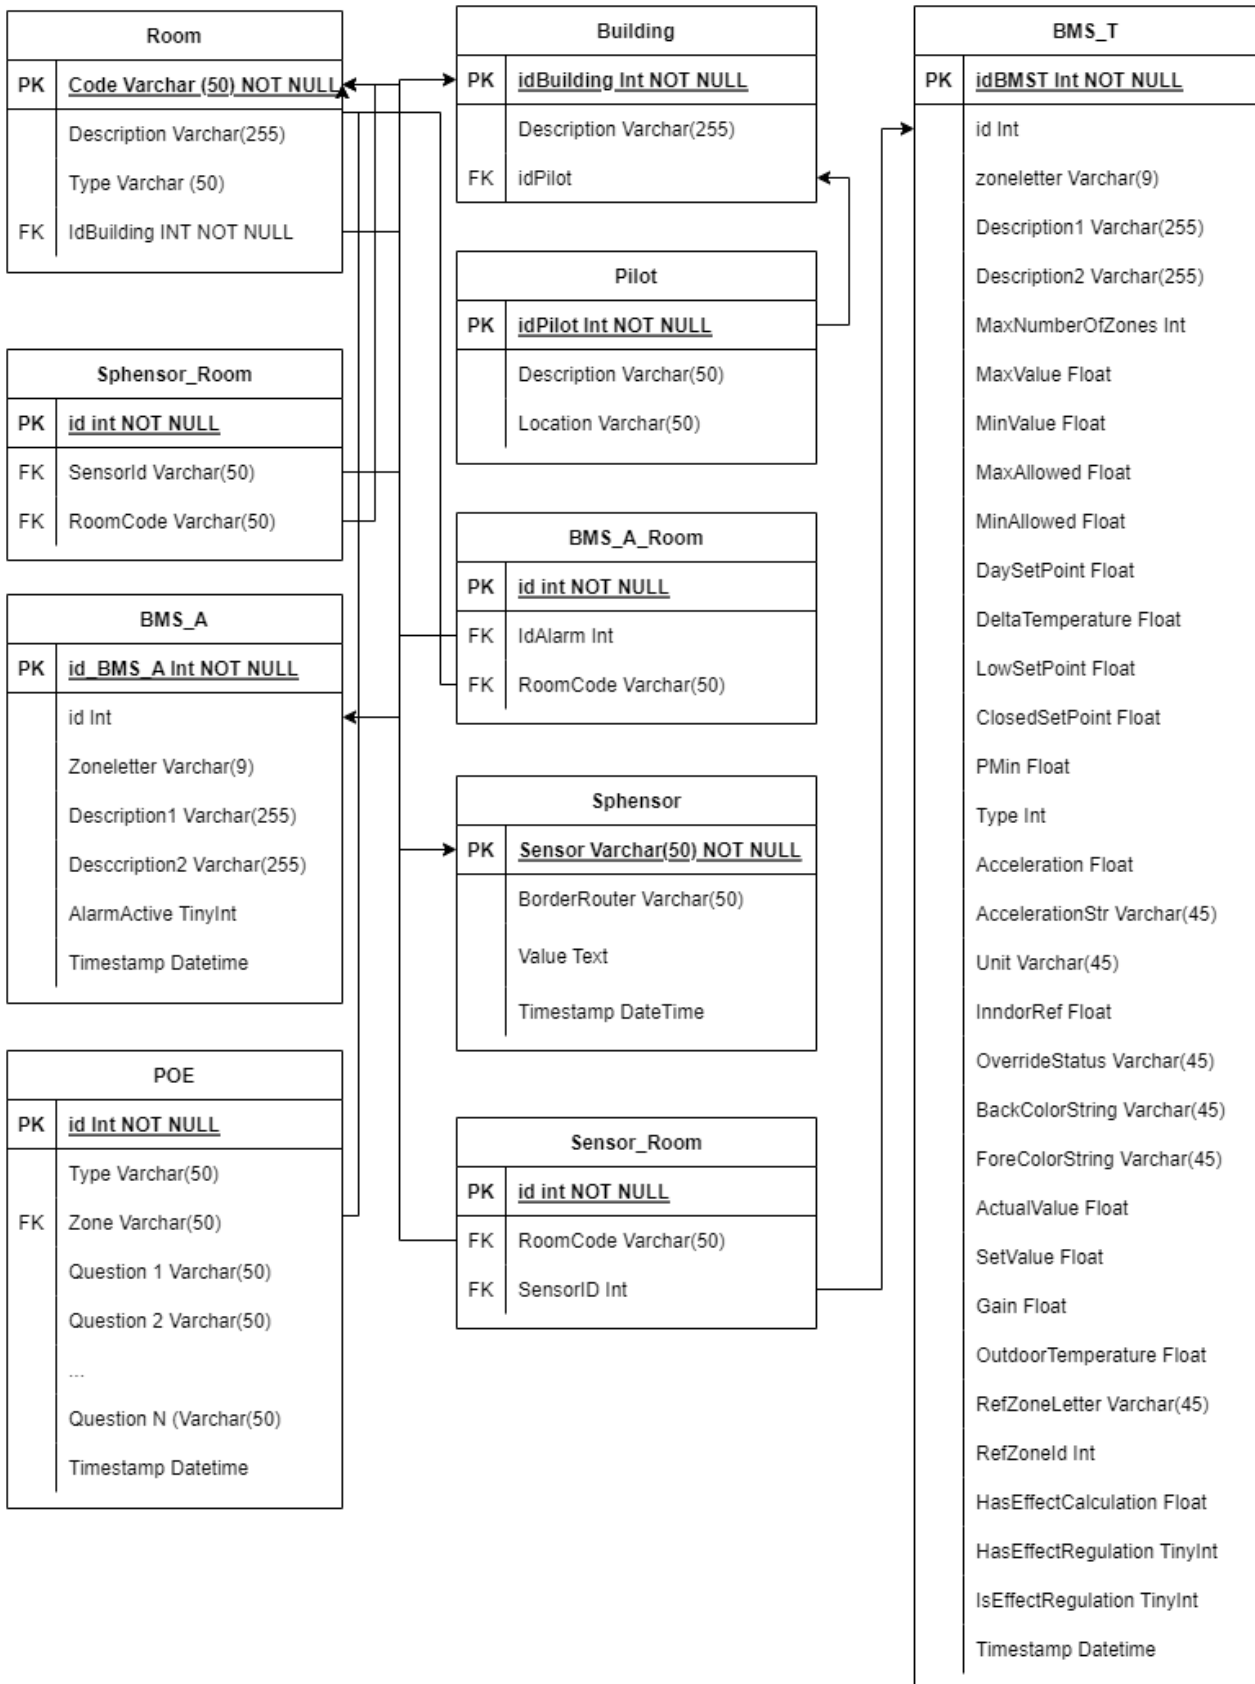 Room
PK Code Varchar (50) NOT NULL
Description Varchar(255)
Type Varchar (50)
FK IdBuilding INT NOT NULL
Sphensor_Room
PK id int NOT NULL
FK SensorId Varchar(50)
FK RoomCode Varchar(50)
BMS_A
PK id_BMS_A Int NOT NULL
id Int
Zoneletter Varchar(9)
Description1 Varchar(255)
Desccription2 Varchar(255)
AlarmActive TinyInt
Timestamp Datetime
POE
PK id Int NOT NULL
Type Varchar(50)
FK Zone Varchar(50)
Question 1 Varchar(50)
Question 2 Varchar(50)
...
Question N (Varchar(50)
Timestamp Datetime
Building
PK idBuilding Int NOT NULL
Description Varchar(255)
FK idPilot
Pilot
PK idPilot Int NOT NULL
Description Varchar(50)
Location Varchar(50)
BMS_A_Room
PK id int NOT NULL
FK IdAlarm Int
FK RoomCode Varchar(50)
Sphensor
PK Sensor Varchar(50) NOT NULL
BorderRouter Varchar(50)
Value Text
Timestamp DateTime
Sensor_Room
PK id int NOT NULL
FK RoomCode Varchar(50)
FK SensorID Int
BMS_T
PK idBMST Int NOT NULL
id Int
zoneletter Varchar(9)
Description1 Varchar(255)
Description2 Varchar(255)
MaxNumberOfZones Int
MaxValue Float
MinValue Float
MaxAllowed Float
MinAllowed Float
DaySetPoint Float
DeltaTemperature Float
LowSetPoint Float
ClosedSetPoint Float
PMin Float
Type Int
Acceleration Float
AccelerationStr Varchar(45)
Unit Varchar(45)
InndorRef Float
OverrideStatus Varchar(45)
BackColorString Varchar(45)
ForeColorString Varchar(45)
ActualValue Float
SetValue Float
Gain Float
OutdoorTemperature Float
RefZoneLetter Varchar(45)
RefZoneId Int
HasEffectCalculation Float
HasEffectRegulation TinyInt
IsEffectRegulation TinyInt
Timestamp Datetime